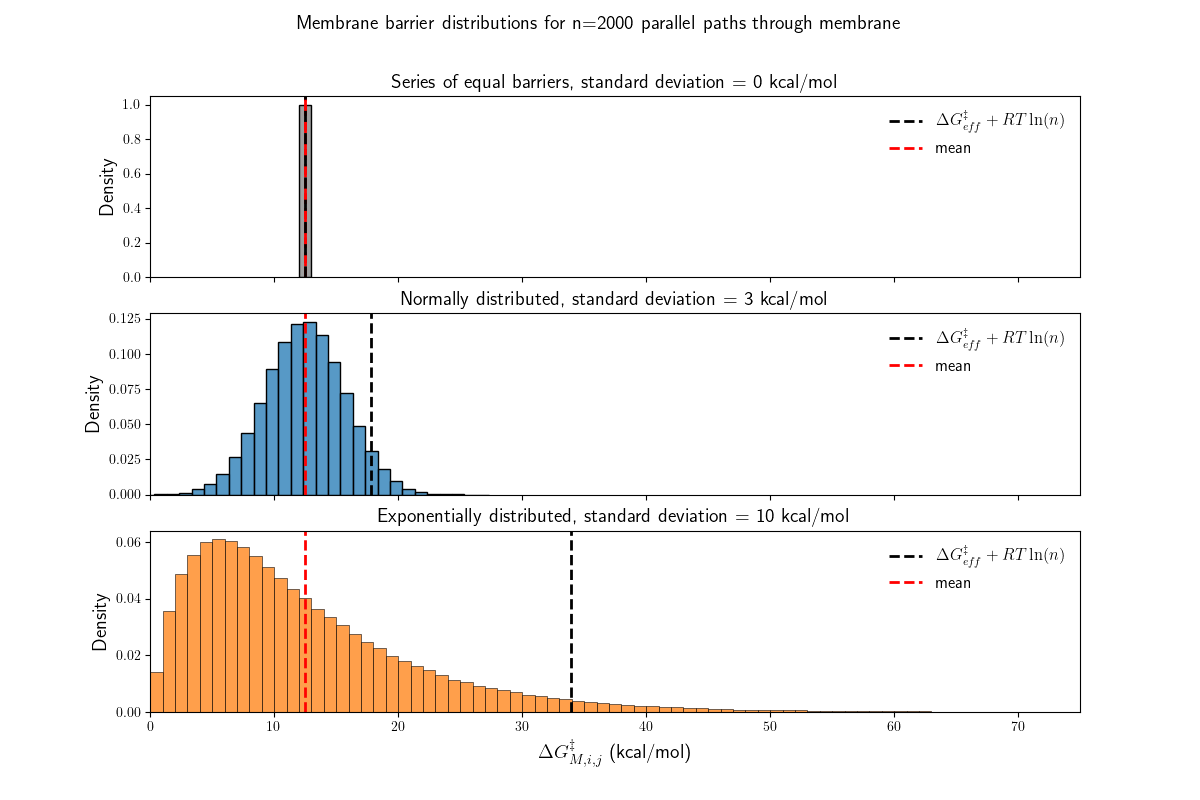 Membrane barrier distributions for n=2000 parallel paths through membrane
Series of equal barriers, standard deviation = 0 kcal/mol
1.0
0.8
0.6
0.4
0.2
0.0
Density
ΔG‡eff + RT ln(n)
mean
Normally distributed, standard deviation = 3 kcal/mol
0.125
0.100
0.075
0.050
0.025
0.000
Density
ΔG‡eff + RT ln(n)
mean
Exponentially distributed, standard deviation = 10 kcal/mol
0.06
0.04
0.02
0.00
Density
ΔG‡eff + RT ln(n)
mean
0 10 20 30 40 50 60 70
ΔG‡M,i,j (kcal/mol)